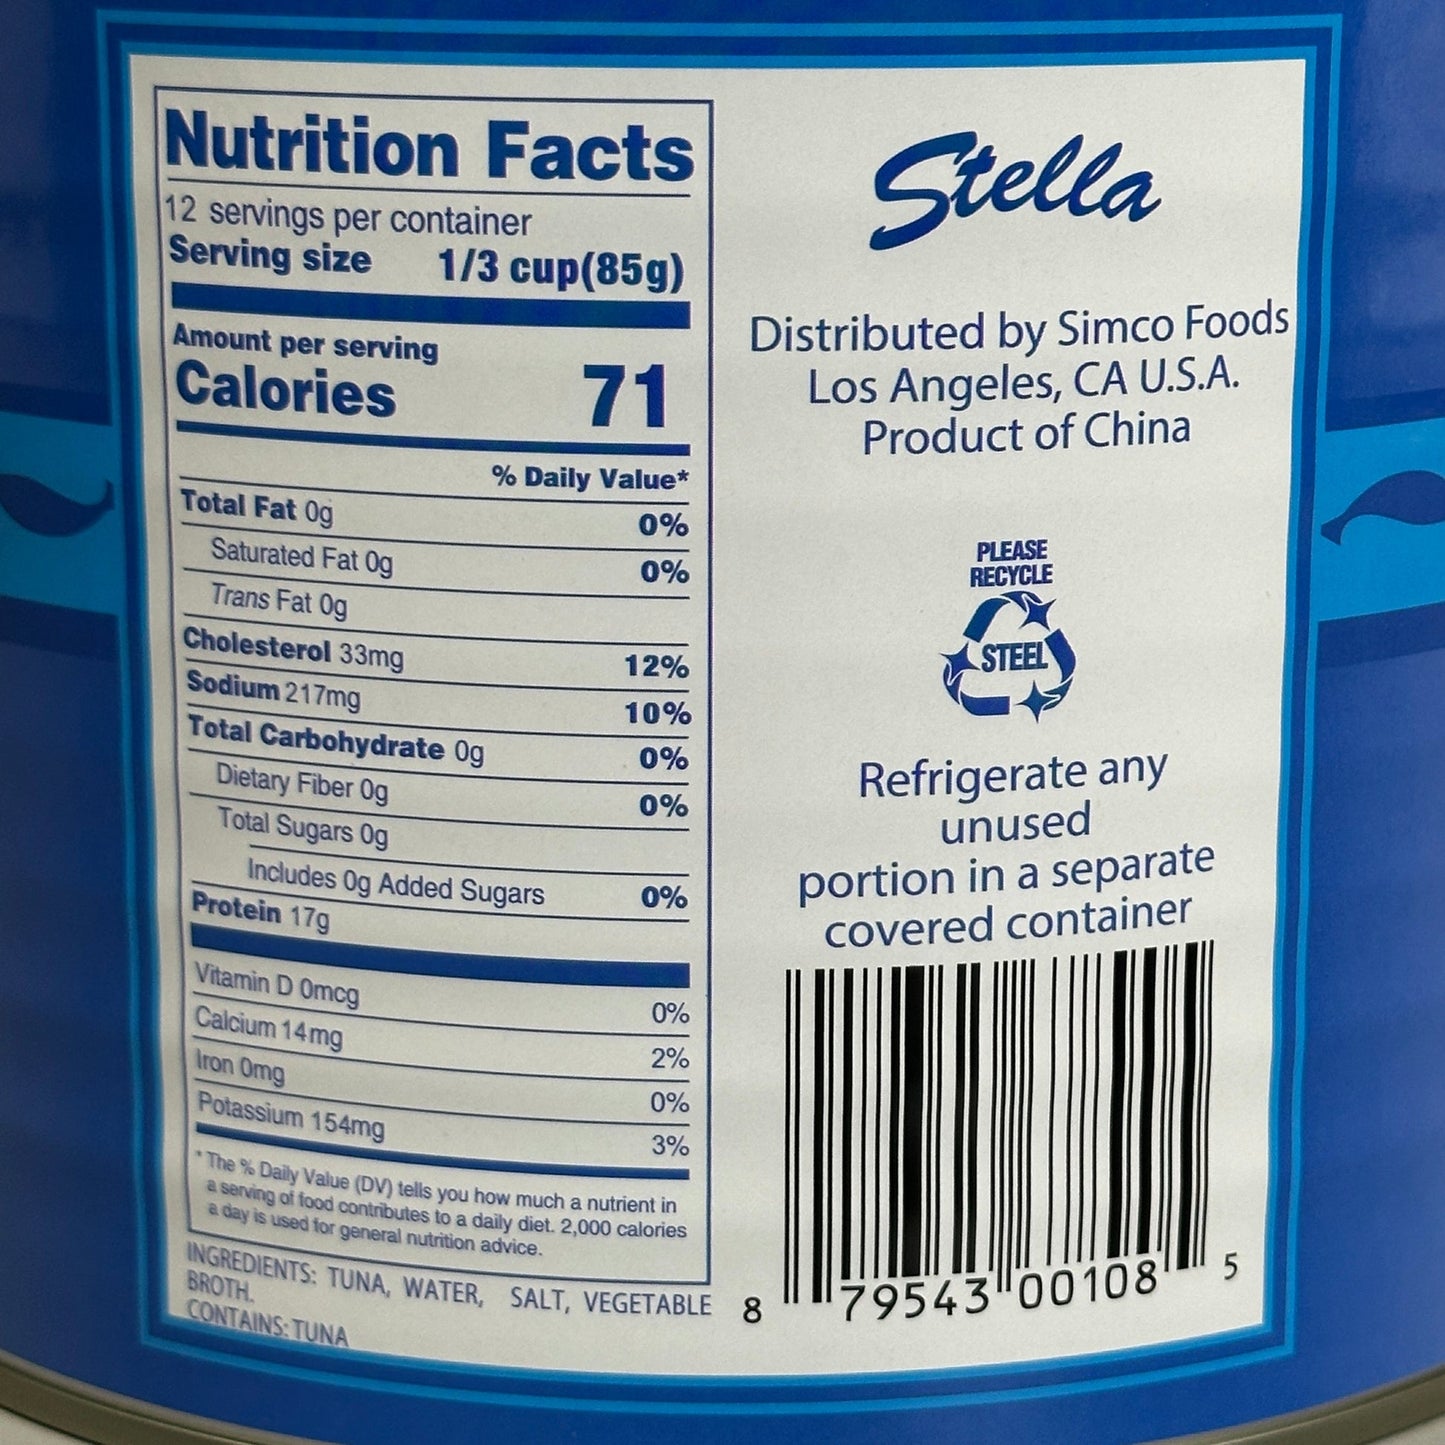 Nutrition Facts
12 servings per container
Serving size 1/3 cup(85g)
Amount per serving
Calories 71
% Daily Value*
Total Fat 0g 0%
Saturated Fat 0g 0%
Trans Fat 0g
Cholesterol 33mg 12%
Sodium 217mg 10%
Total Carbohydrate 0g 0%
Dietary Fiber 0g 0%
Total Sugars 0g
Includes 0g Added Sugars 0%
Protein 17g
Vitamin D 0mcg 0%
Calcium 14mg 2%
Iron 0mg 0%
Potassium 154mg 3%
* The % Daily Value (DV) tells you how much a nutrient in
a serving of food contributes to a daily diet. 2,000 calories
a day is used for general nutrition advice.
INGREDIENTS: TUNA, WATER, SALT, VEGETABLE
BROTH.
CONTAINS: TUNA
Stella
Distributed by Simco Foods
Los Angeles, CA U.S.A.
Product of China
PLEASE
RECYCLE
STEEL
Refrigerate any
unused
portion in a separate
covered container
8 79543 00108 5